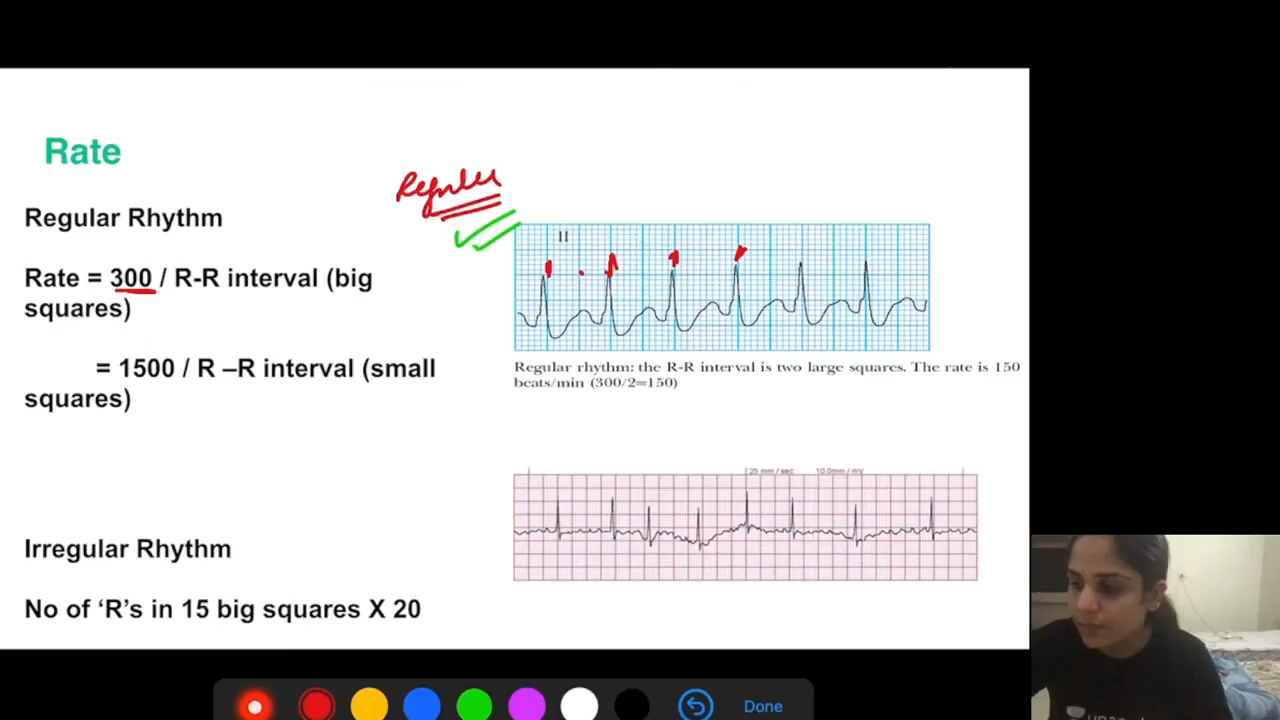 Rate
Regular
Regular Rhythm
II
Rate = 300 / R-R interval (big
squares)
= 1500 / R –R interval (small
squares)
Regular rhythm: the R-R interval is two large squares. The rate is 150
beats/min (300/2=150)
25 mm / sec 10.0mm / mV
Irregular Rhythm
No of ‘R’s in 15 big squares X 20
Done